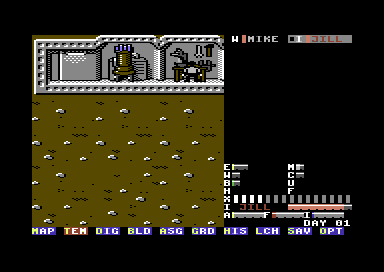 W MIKE I JILL
E M
W C
B U
H F
X
I JILL
A F I
DAY 01
MAP TEM DIG BLD ASG GRD HIS LCH SAV OPT